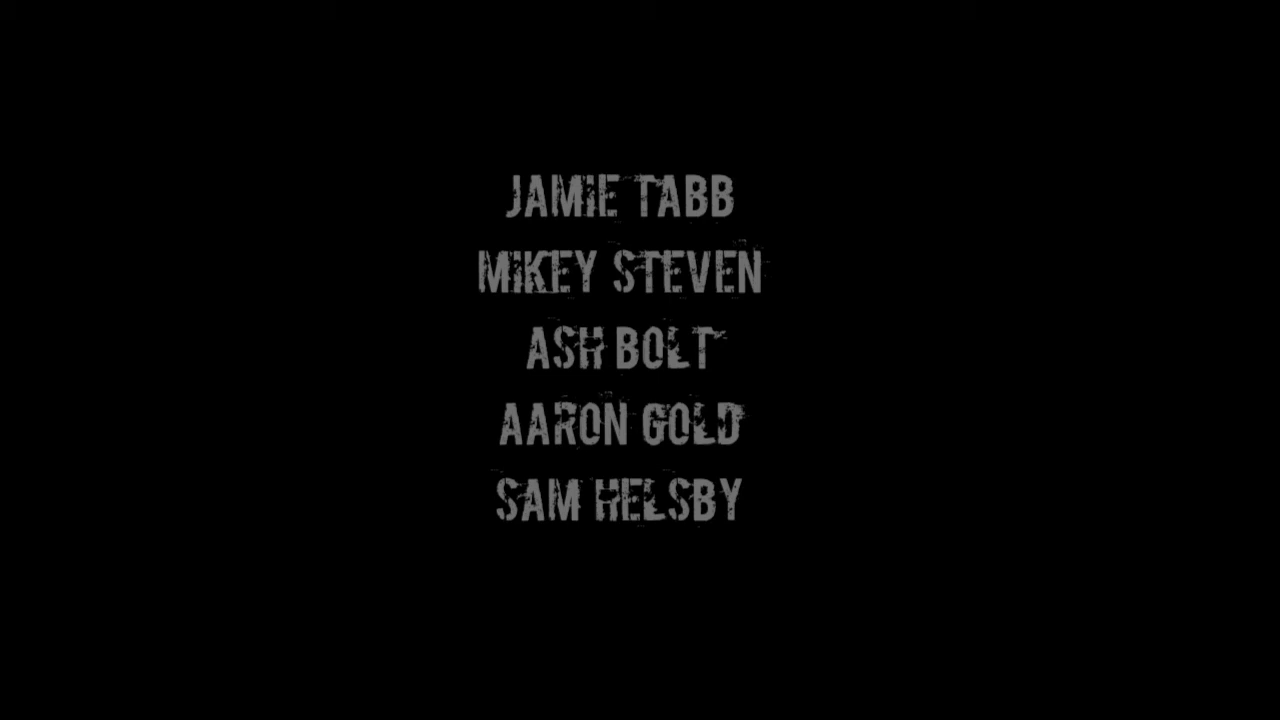 JAMIE TABB
MIKEY STEVEN
ASH BOLT
AARON GOLD
SAM HELSBY